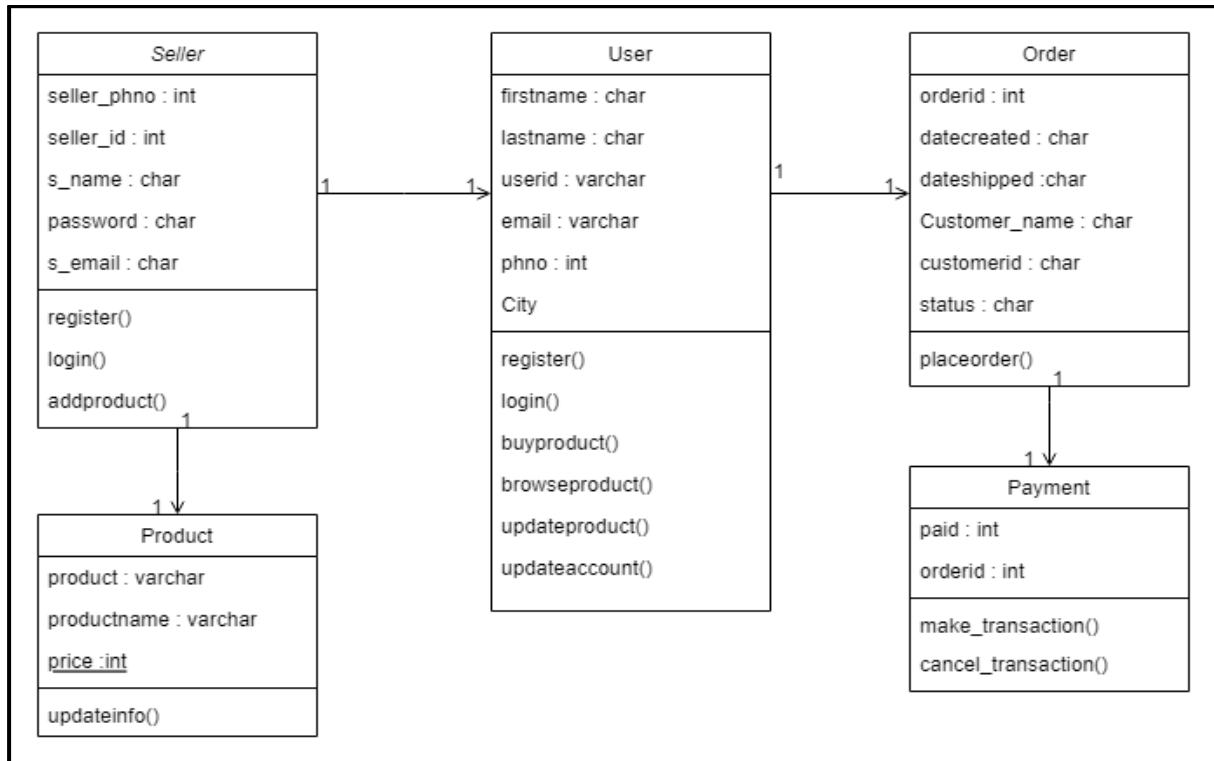 Seller
seller_phno : int
seller_id : int
s_name : char
password : char
s_email : char
register()
login()
addproduct()
1
1
1
1
Product
product : varchar
productname : varchar
price :int
updateinfo()
User
firstname : char
lastname : char
userid : varchar
email : varchar
phno : int
City
register()
login()
buyproduct()
browseproduct()
updateproduct()
updateaccount()
1
1
Order
orderid : int
datecreated : char
dateshipped :char
Customer_name : char
customerid : char
status : char
placeorder()
1
1
Payment
paid : int
orderid : int
make_transaction()
cancel_transaction()